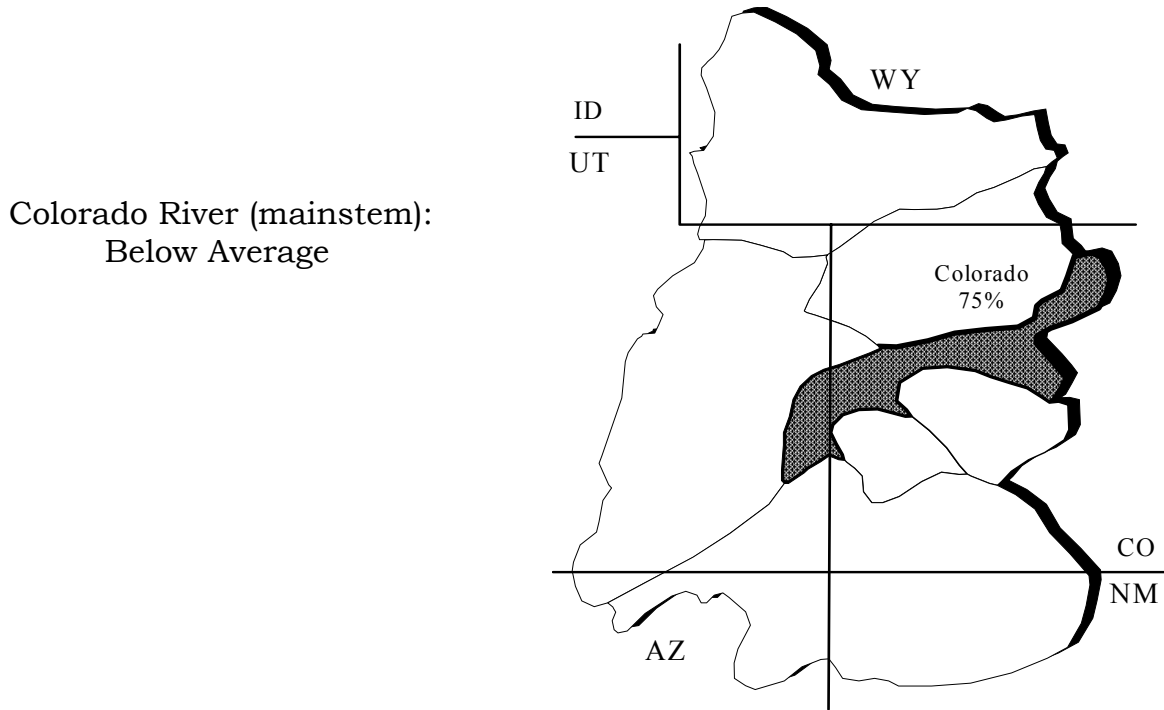 Colorado River (mainstem):
Below Average
WY
ID
UT
Colorado
75%
CO
NM
AZ